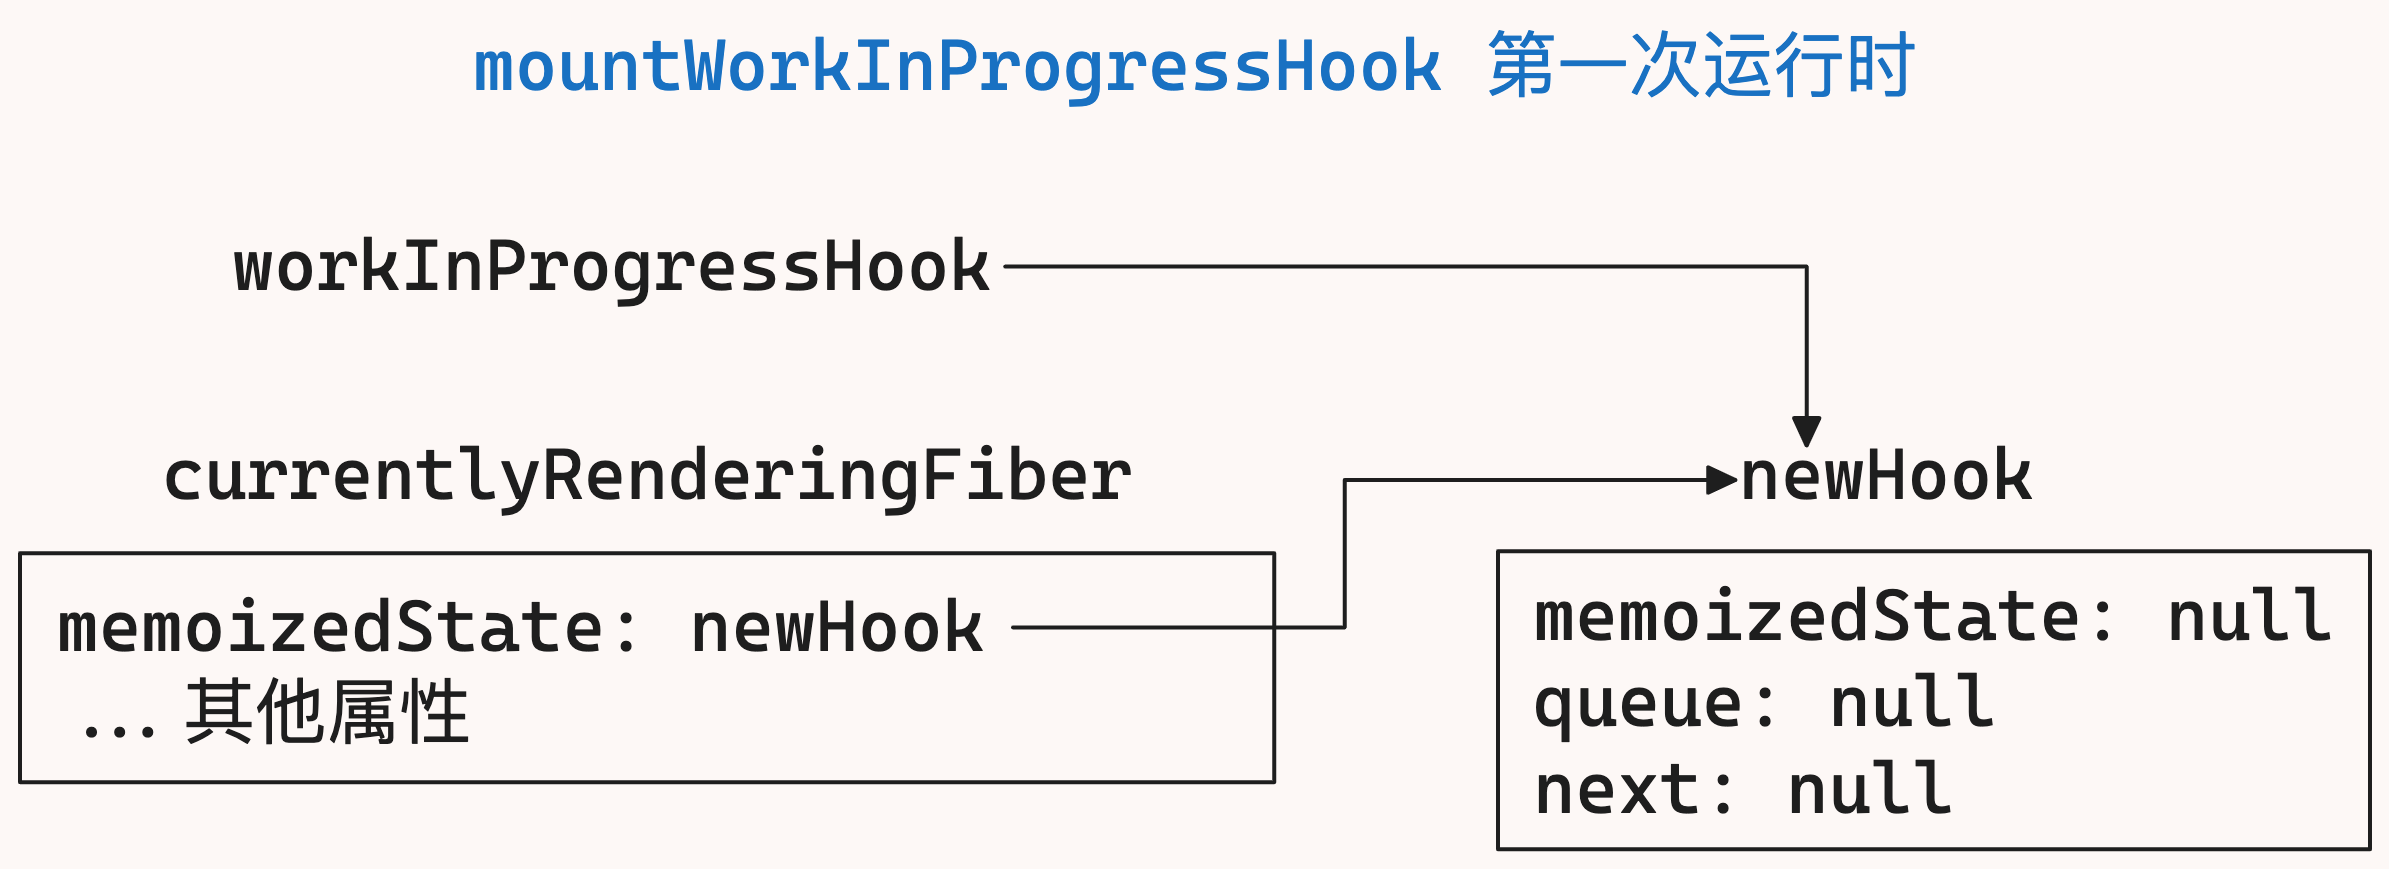 mountWorkInProgressHook 第一次运行时
workInProgressHook
currentlyRenderingFiber
memoizedState: newHook
... 其他属性
newHook
memoizedState: null
queue: null
next: null